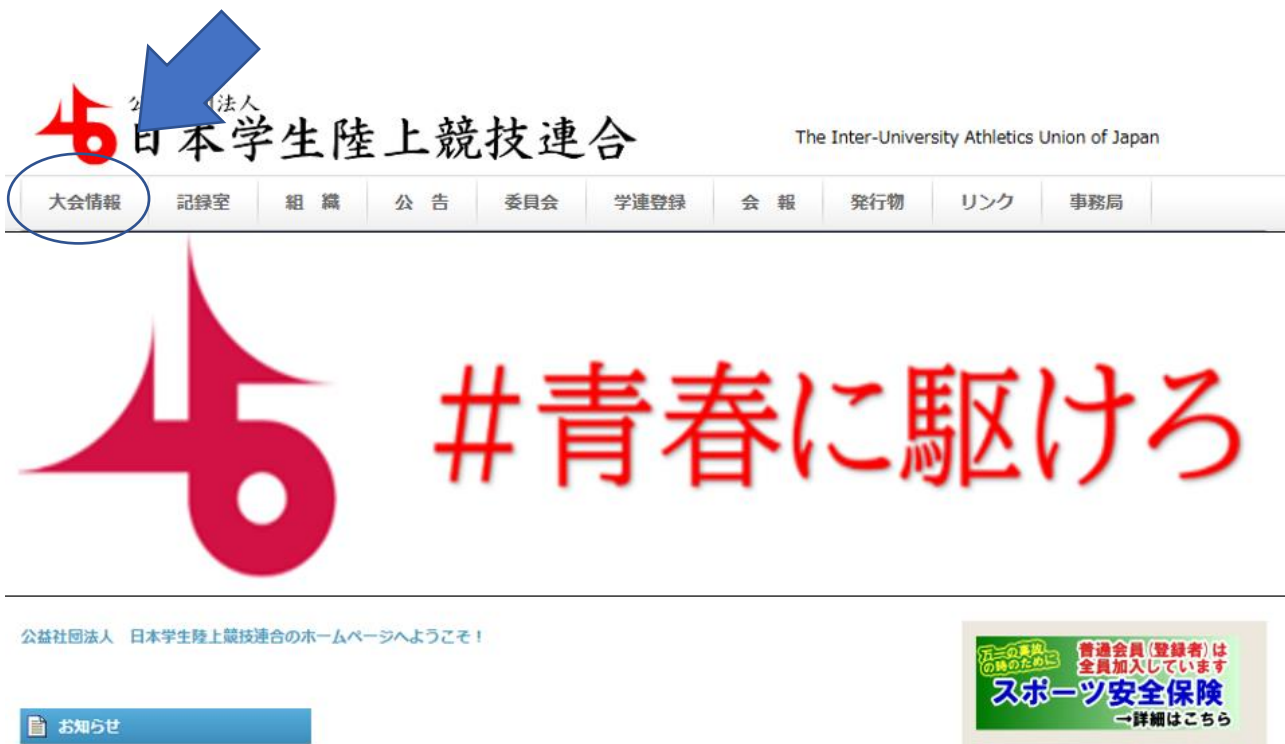 法人
日本学生陸上競技連合
The Inter-University Athletics Union of Japan
大会情報 記録室 組 織 公 告 委員会 学連登録 会 報 発行物 リンク 事務局
#青春に駆けろ
公益社団法人 日本学生陸上競技連合のホームページへようこそ！
万一の事故
の時のために
普通会員(登録者)は
全員加入しています
スポーツ安全保険
→詳細はこちら
お知らせ